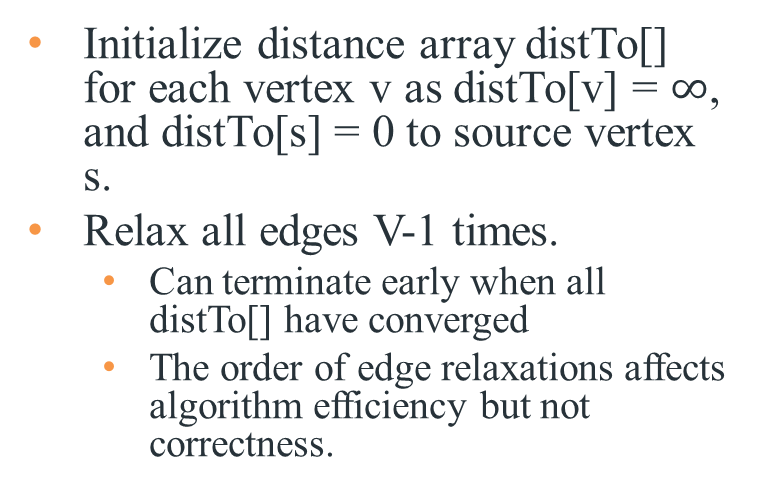 • Initialize distance array distTo[]
for each vertex v as distTo[v] = ∞,
and distTo[s] = 0 to source vertex
s.
• Relax all edges V-1 times.
• Can terminate early when all
distTo[] have converged
• The order of edge relaxations affects
algorithm efficiency but not
correctness.